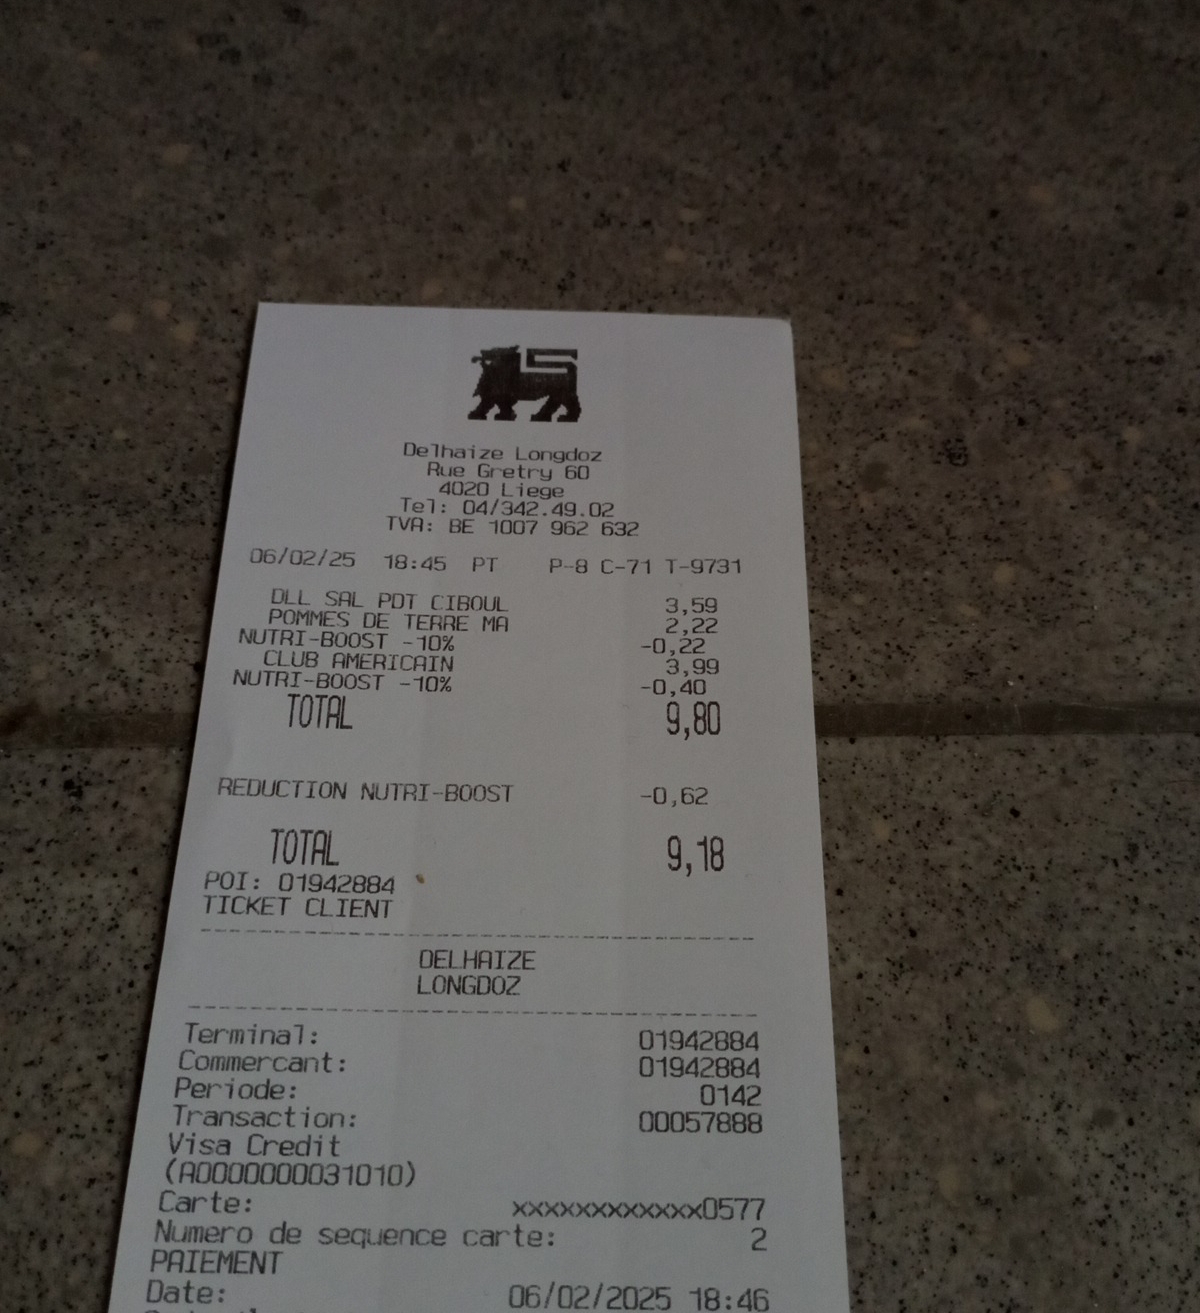 Delhaize Longdoz
Rue Gretry 60
4020 Liege
Tel: 04/342.49.02
TVA: BE 1007 962 632
06/02/25 18:45 PT P-8 C-71 T-9731
DLL SAL PDT CIBOUL 3,59
POMMES DE TERRE MA 2,22
NUTRI-BOOST -10% -0,22
CLUB AMERICAIN 3,99
NUTRI-BOOST -10% -0,40
TOTAL 9,80
REDUCTION NUTRI-BOOST -0,62
TOTAL 9,18
POI: 01942884
TICKET CLIENT
DELHAIZE
LONGDOZ
Terminal: 01942884
Commercant: 01942884
Periode: 0142
Transaction: 00057888
Visa Credit
(A0000000031010)
Carte: xxxxxxxxxxxx0577
Numero de sequence carte: 2
PAIEMENT
Date: 06/02/2025 18:46